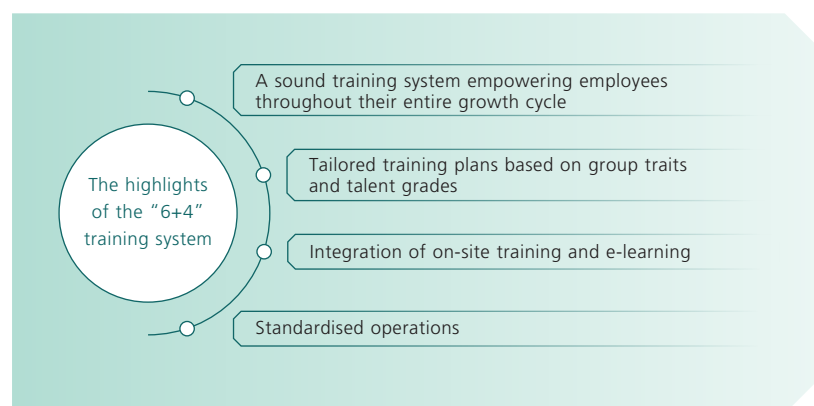 The highlights
of the “6+4”
training system
A sound training system empowering employees
throughout their entire growth cycle
Tailored training plans based on group traits
and talent grades
Integration of on-site training and e-learning
Standardised operations